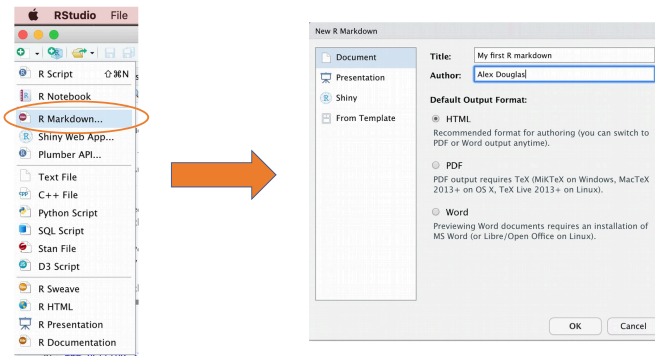 RStudio File
R Script ⇧⌘N
R Notebook
R Markdown...
Shiny Web App...
Plumber API...
Text File
C++ File
Python Script
SQL Script
Stan File
D3 Script
R Sweave
R HTML
R Presentation
R Documentation
New R Markdown
Document
Presentation
Shiny
From Template
Title: My first R markdown
Author: Alex Douglas
Default Output Format:
HTML
Recommended format for authoring (you can switch to
PDF or Word output anytime).
PDF
PDF output requires TeX (MiKTeX on Windows, MacTeX
2013+ on OS X, TeX Live 2013+ on Linux).
Word
Previewing Word documents requires an installation of
MS Word (or Libre/Open Office on Linux).
OK Cancel